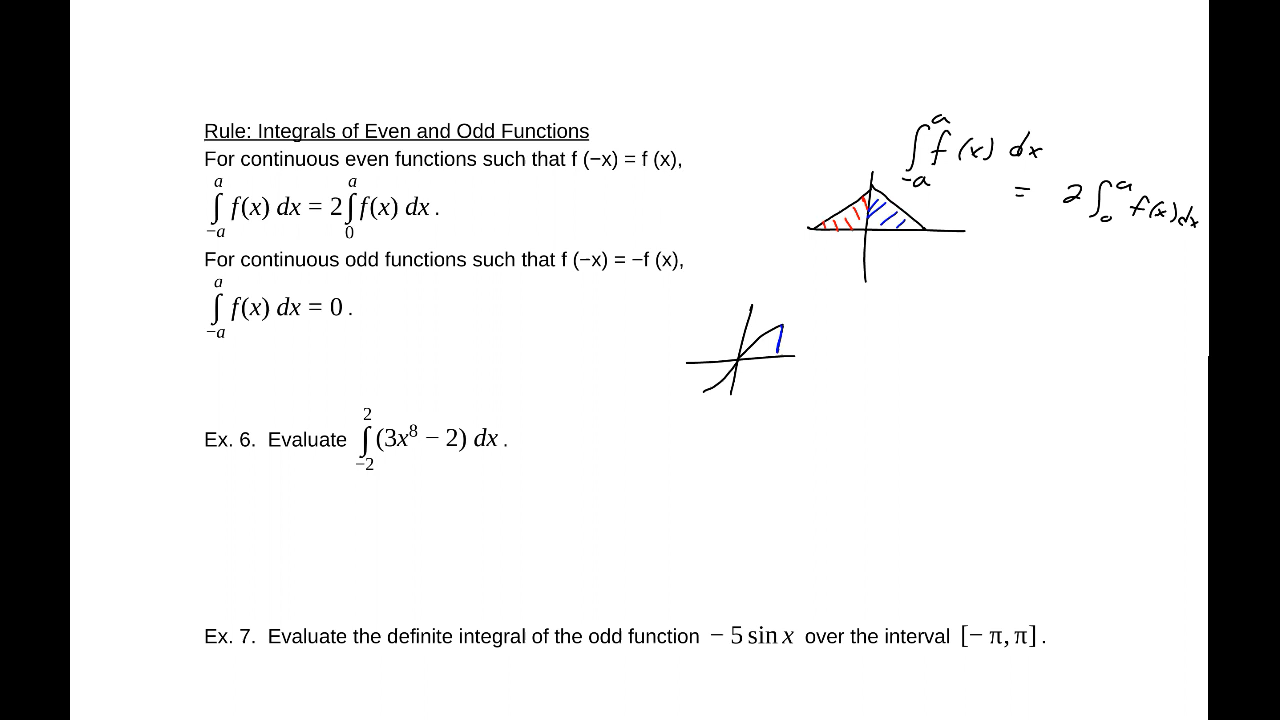 Rule: Integrals of Even and Odd Functions
For continuous even functions such that f (−x) = f (x),
∫_{−a}^{a} f(x) dx = 2∫_{0}^{a} f(x) dx .
For continuous odd functions such that f (−x) = −f (x),
∫_{−a}^{a} f(x) dx = 0 .
∫_{-a}^{a} f(x) dx
= 2 ∫_{0}^{a} f(x) dx
Ex. 6. Evaluate ∫_{−2}^{2} (3x⁸ − 2) dx .
Ex. 7. Evaluate the definite integral of the odd function − 5 sin x over the interval [− π, π] .